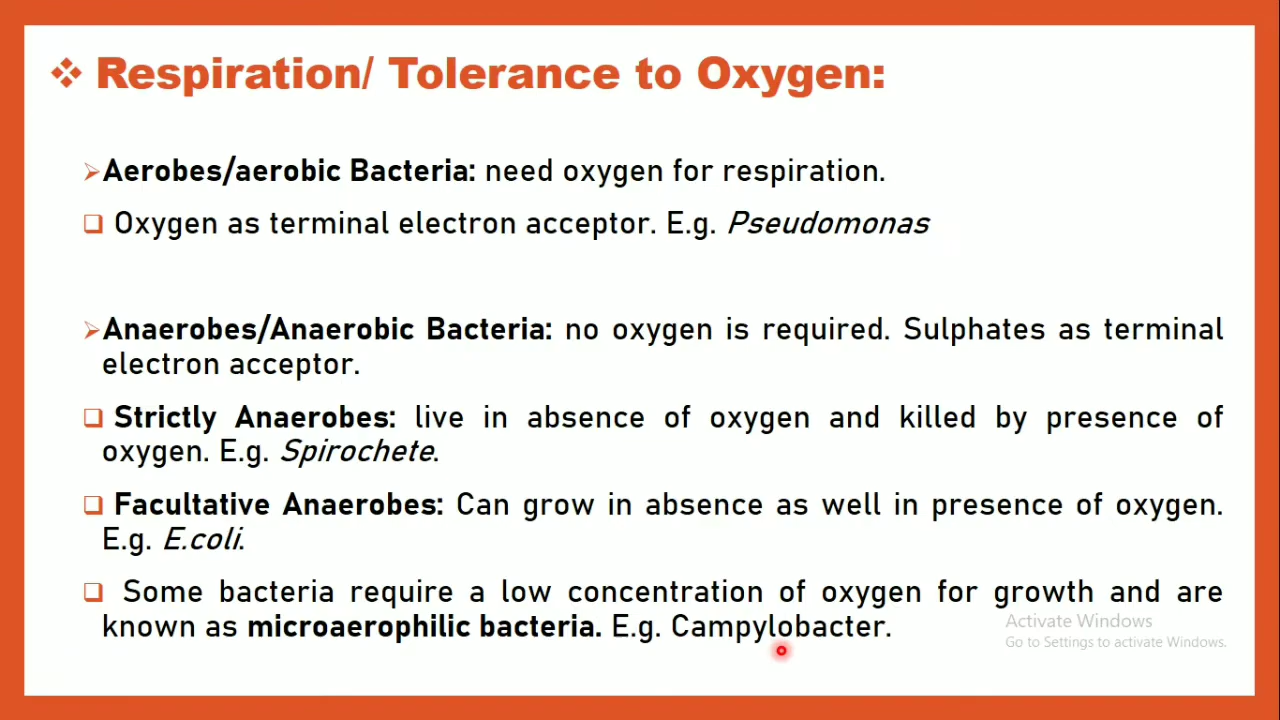 ❖ Respiration/ Tolerance to Oxygen:
➢Aerobes/aerobic Bacteria: need oxygen for respiration.
❑ Oxygen as terminal electron acceptor. E.g. Pseudomonas
➢Anaerobes/Anaerobic Bacteria: no oxygen is required. Sulphates as terminal
electron acceptor.
❑ Strictly Anaerobes: live in absence of oxygen and killed by presence of
oxygen. E.g. Spirochete.
❑ Facultative Anaerobes: Can grow in absence as well in presence of oxygen.
E.g. E.coli.
❑ Some bacteria require a low concentration of oxygen for growth and are
known as microaerophilic bacteria. E.g. Campylobacter.
Activate Windows
Go to Settings to activate Windows.